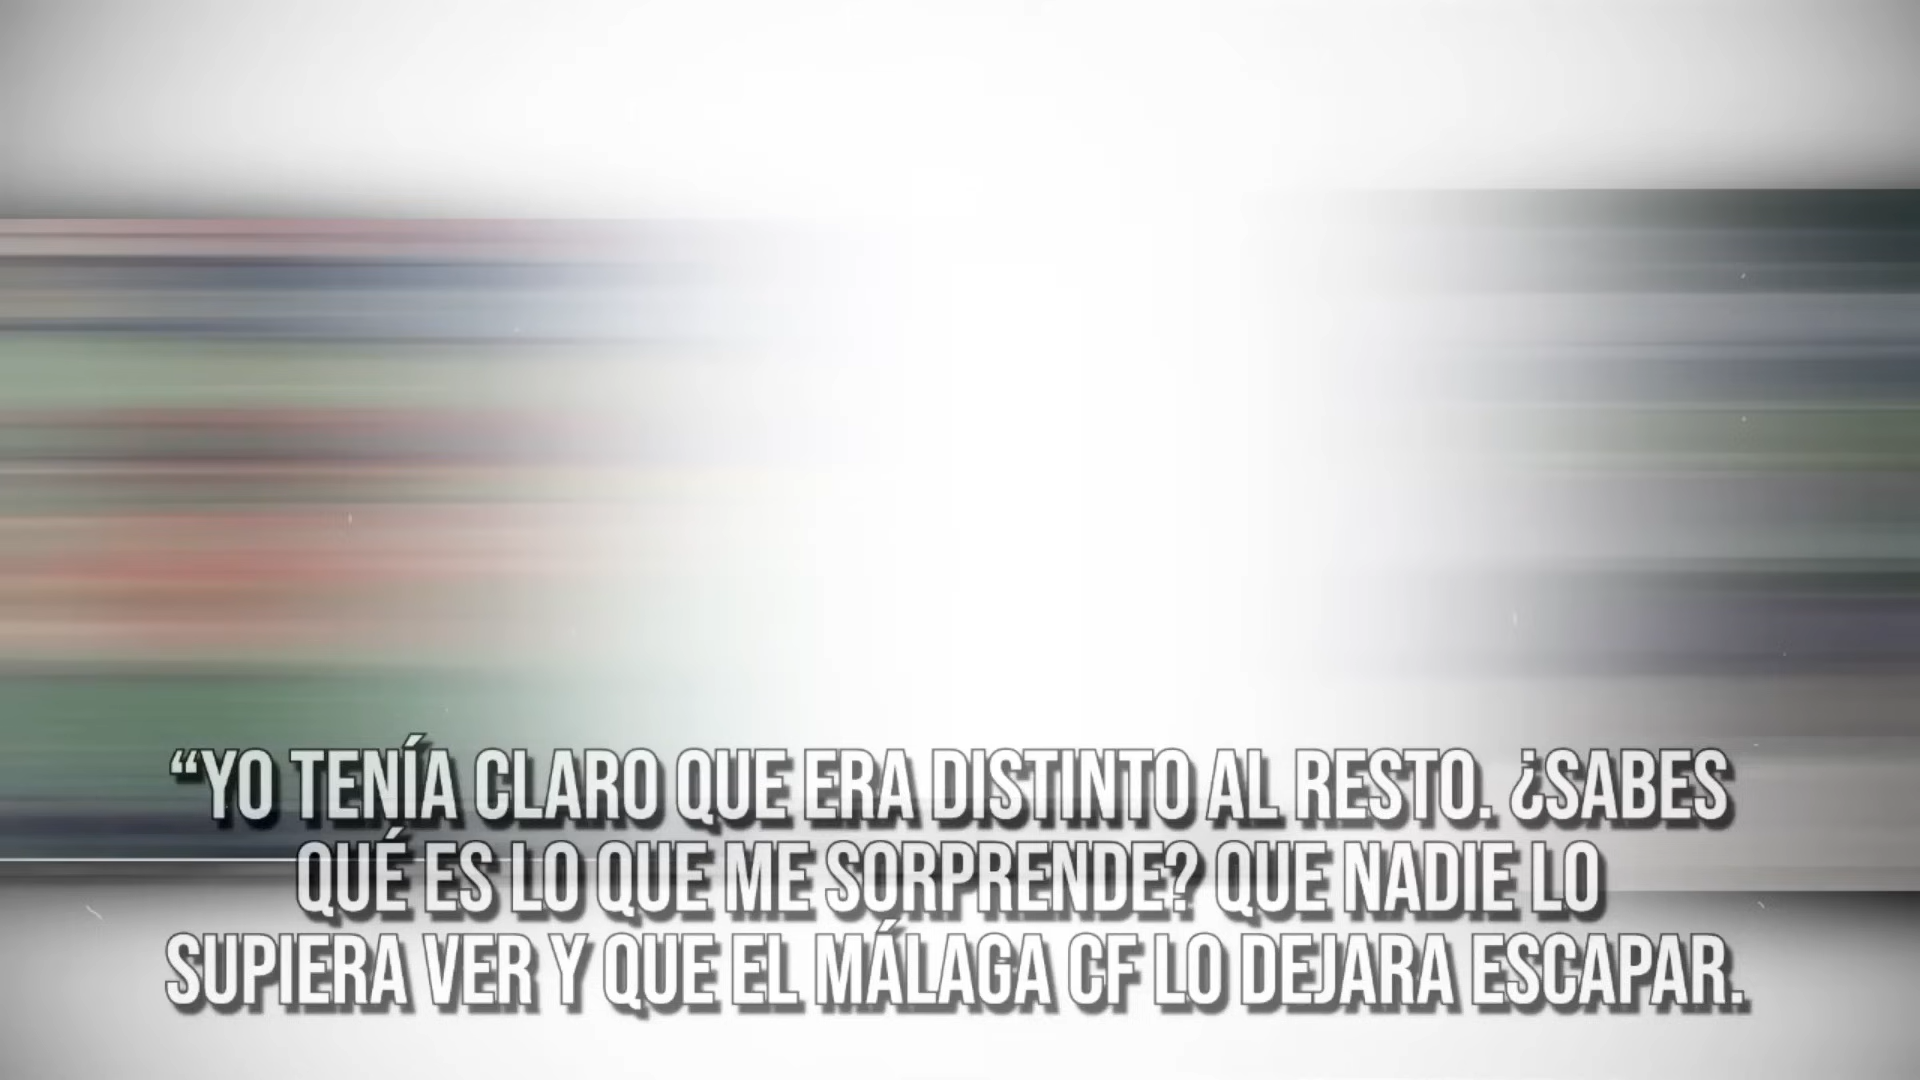 “YO TENÍA CLARO QUE ERA DISTINTO AL RESTO. ¿SABES
QUÉ ES LO QUE ME SORPRENDE? QUE NADIE LO
SUPIERA VER Y QUE EL MÁLAGA CF LO DEJARA ESCAPAR.